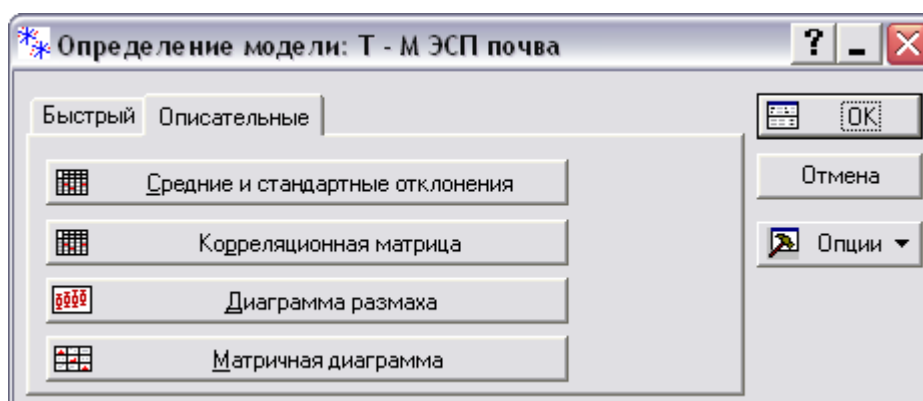 Определение модели: Т - М ЭСП почва
Быстрый Описательные
OK
Средние и стандартные отклонения
Отмена
Корреляционная матрица
Опции
Диаграмма размаха
Матричная диаграмма